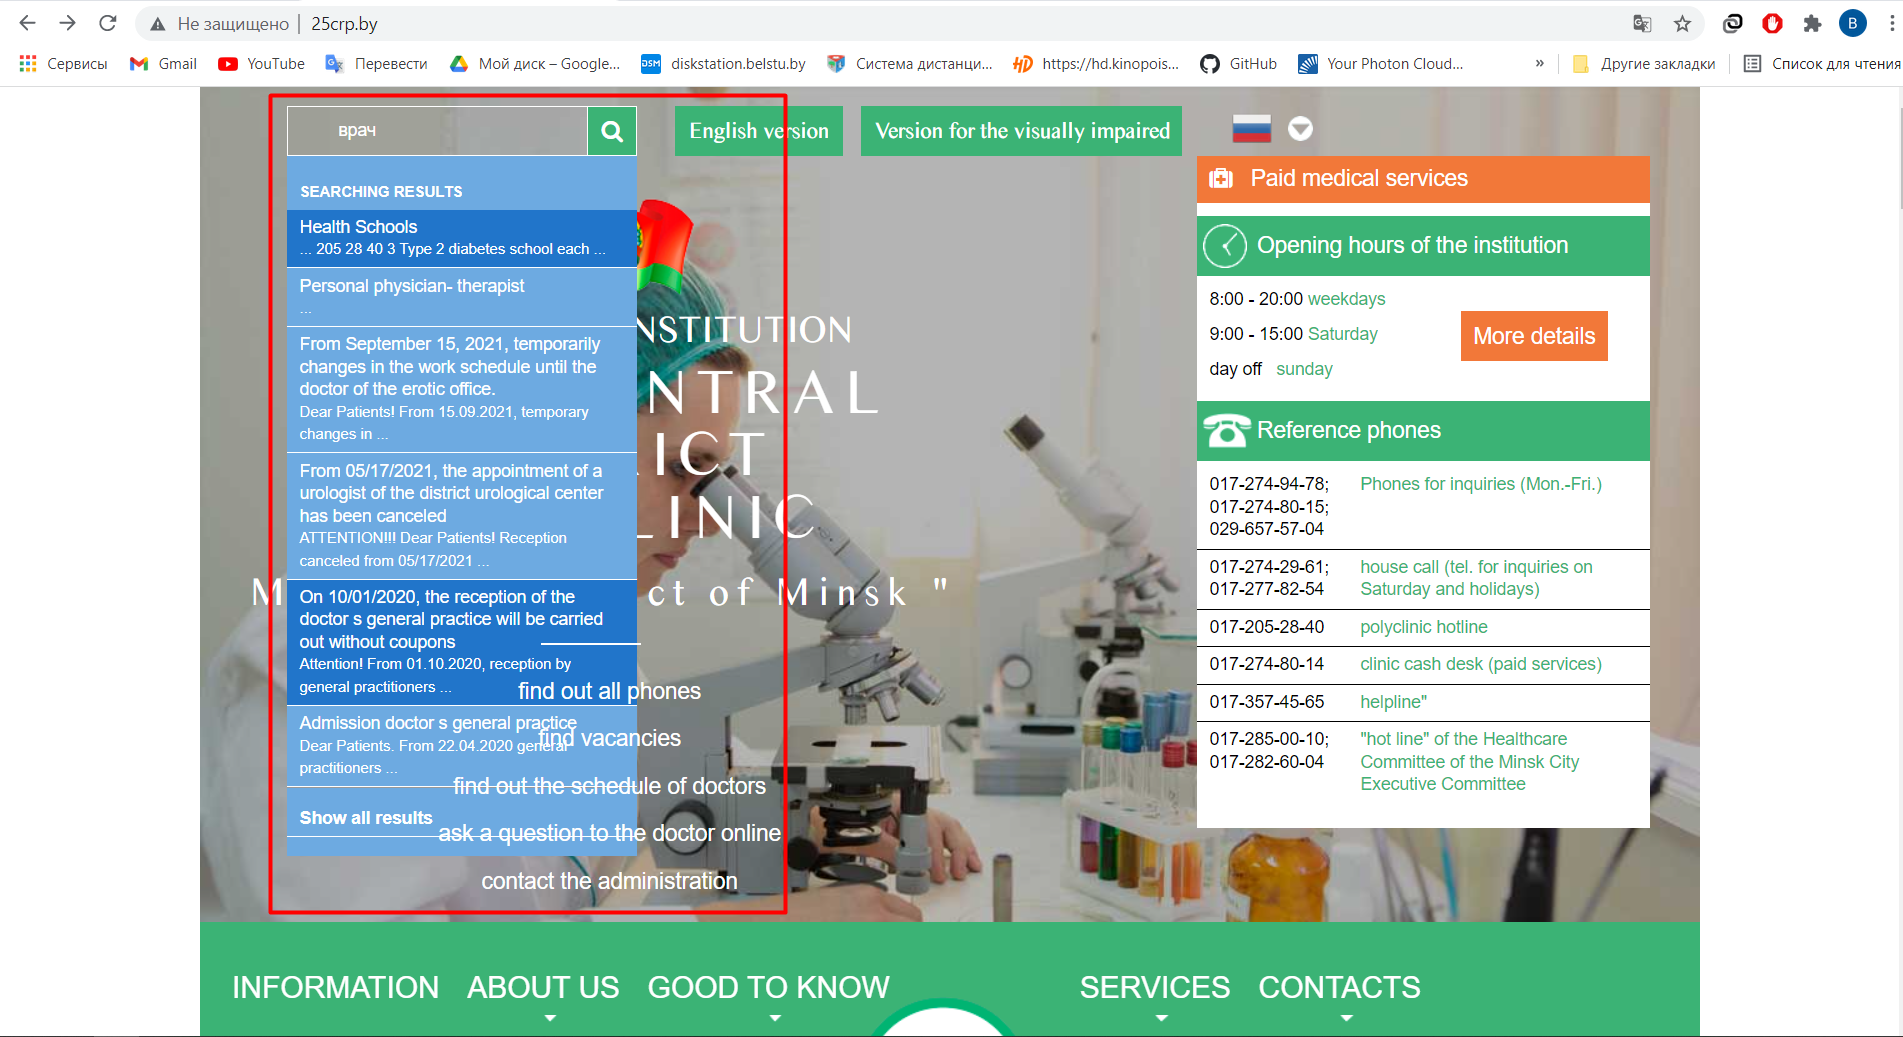 Не защищено | 25crp.by
Сервисы Gmail YouTube Перевести Мой диск – Google... diskstation.belstu.by Система дистанци... https://hd.kinopois... GitHub Your Photon Cloud... » Другие закладки Список для чтения
B
врач
English version
Version for the visually impaired
SEARCHING RESULTS
Health Schools
... 205 28 40 3 Type 2 diabetes school each ...
Personal physician- therapist
...
From September 15, 2021, temporarily
changes in the work schedule until the
doctor of the erotic office.
Dear Patients! From 15.09.2021, temporary
changes in ...
From 05/17/2021, the appointment of a
urologist of the district urological center
has been canceled
ATTENTION!!! Dear Patients! Reception
canceled from 05/17/2021 ...
On 10/01/2020, the reception of the
doctor s general practice will be carried
out without coupons
Attention! From 01.10.2020, reception by
general practitioners ...
Admission doctor s general practice
Dear Patients. From 22.04.2020 general
practitioners ...
Show all results
NSTITUTION
NTRAL
ICT
LINIC
M ct of Minsk "
find out all phones
find vacancies
find out the schedule of doctors
ask a question to the doctor online
contact the administration
Paid medical services
Opening hours of the institution
8:00 - 20:00 weekdays
9:00 - 15:00 Saturday
day off sunday
More details
Reference phones
017-274-94-78; Phones for inquiries (Mon.-Fri.)
017-274-80-15;
029-657-57-04
017-274-29-61; house call (tel. for inquiries on
017-277-82-54 Saturday and holidays)
017-205-28-40 polyclinic hotline
017-274-80-14 clinic cash desk (paid services)
017-357-45-65 helpline"
017-285-00-10; "hot line" of the Healthcare
017-282-60-04 Committee of the Minsk City
Executive Committee
INFORMATION ABOUT US GOOD TO KNOW SERVICES CONTACTS